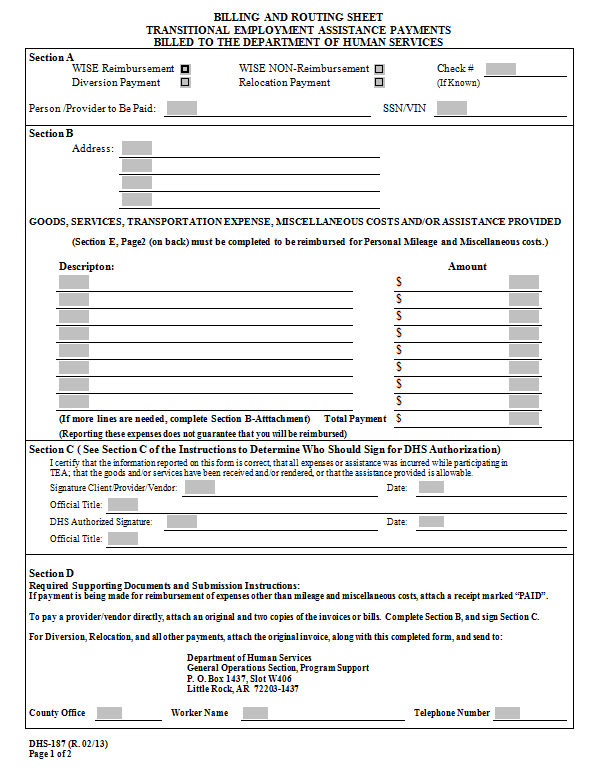 BILLING AND ROUTING SHEET
TRANSITIONAL EMPLOYMENT ASSISTANCE PAYMENTS
BILLED TO THE DEPARTMENT OF HUMAN SERVICES
Section A
WISE Reimbursement WISE NON-Reimbursement Check #
Diversion Payment Relocation Payment (If Known)
Person /Provider to Be Paid: SSN/VIN
Section B
Address:
GOODS, SERVICES, TRANSPORTATION EXPENSE, MISCELLANEOUS COSTS AND/OR ASSISTANCE PROVIDED
(Section E, Page2 (on back) must be completed to be reimbursed for Personal Mileage and Miscellaneous costs.)
Descripton: Amount
$
$
$
$
$
$
$
$
(If more lines are needed, complete Section B-Atttachment) Total Payment $
(Reporting these expenses does not guarantee that you will be reimbursed)
Section C ( See Section C of the Instructions to Determine Who Should Sign for DHS Authorization)
I certify that the information reported on this form is correct, that all expenses or assistance was incurred while participating in
TEA; that the goods and/or services have been received and/or rendered, or that the assistance provided is allowable.
Signature Client/Provider/Vendor: Date:
Official Title:
DHS Authorized Signature: Date:
Official Title:
Section D
Required Supporting Documents and Submission Instructions:
If payment is being made for reimbursement of expenses other than mileage and miscellaneous costs, attach a receipt marked “PAID”.
To pay a provider/vendor directly, attach an original and two copies of the invoices or bills. Complete Section B, and sign Section C.
For Diversion, Relocation, and all other payments, attach the original invoice, along with this completed form, and send to:
Department of Human Services
General Operations Section, Program Support
P. O. Box 1437, Slot W406
Little Rock, AR 72203-1437
County Office Worker Name Telephone Number
DHS-187 (R. 02/13)
Page 1 of 2